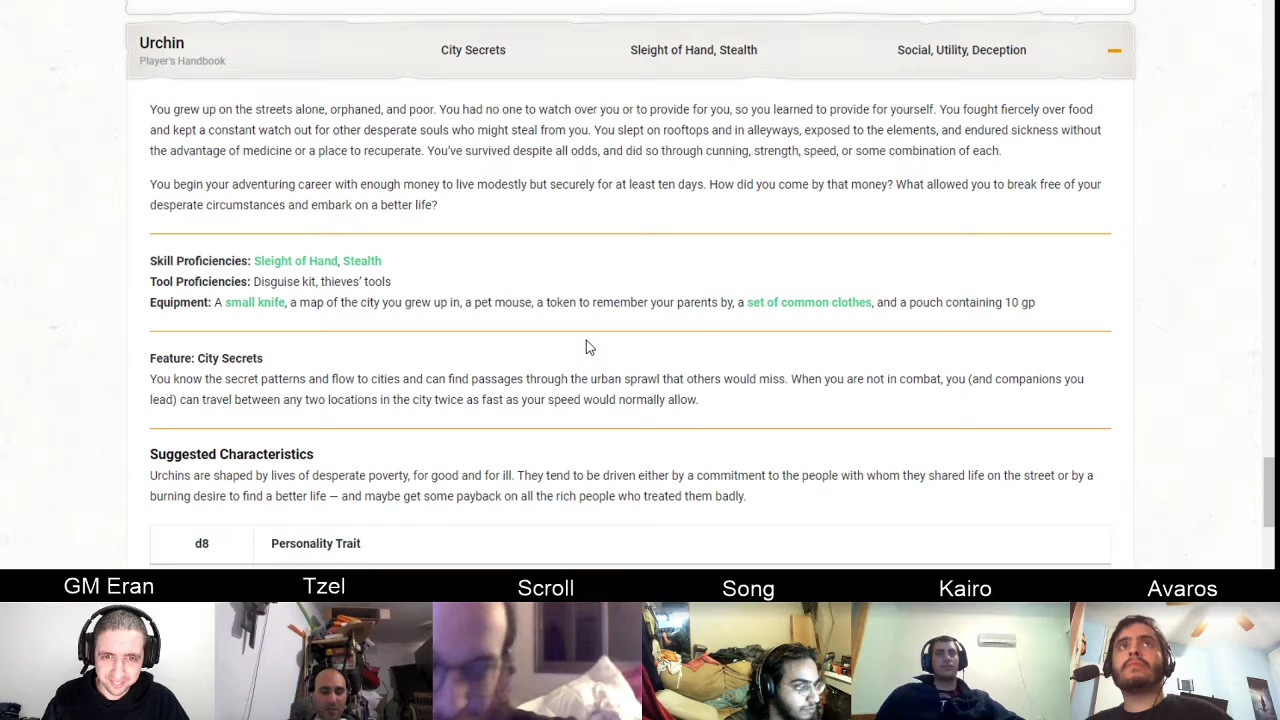 Urchin City Secrets Sleight of Hand, Stealth Social, Utility, Deception
Player's Handbook
You grew up on the streets alone, orphaned, and poor. You had no one to watch over you or to provide for you, so you learned to provide for yourself. You fought fiercely over food
and kept a constant watch out for other desperate souls who might steal from you. You slept on rooftops and in alleyways, exposed to the elements, and endured sickness without
the advantage of medicine or a place to recuperate. You’ve survived despite all odds, and did so through cunning, strength, speed, or some combination of each.
You begin your adventuring career with enough money to live modestly but securely for at least ten days. How did you come by that money? What allowed you to break free of your
desperate circumstances and embark on a better life?
Skill Proficiencies: Sleight of Hand, Stealth
Tool Proficiencies: Disguise kit, thieves’ tools
Equipment: A small knife, a map of the city you grew up in, a pet mouse, a token to remember your parents by, a set of common clothes, and a pouch containing 10 gp
Feature: City Secrets
You know the secret patterns and flow to cities and can find passages through the urban sprawl that others would miss. When you are not in combat, you (and companions you
lead) can travel between any two locations in the city twice as fast as your speed would normally allow.
Suggested Characteristics
Urchins are shaped by lives of desperate poverty, for good and for ill. They tend to be driven either by a commitment to the people with whom they shared life on the street or by a
burning desire to find a better life — and maybe get some payback on all the rich people who treated them badly.
d8 Personality Trait
GM Eran Tzel Scroll Song Kairo Avaros